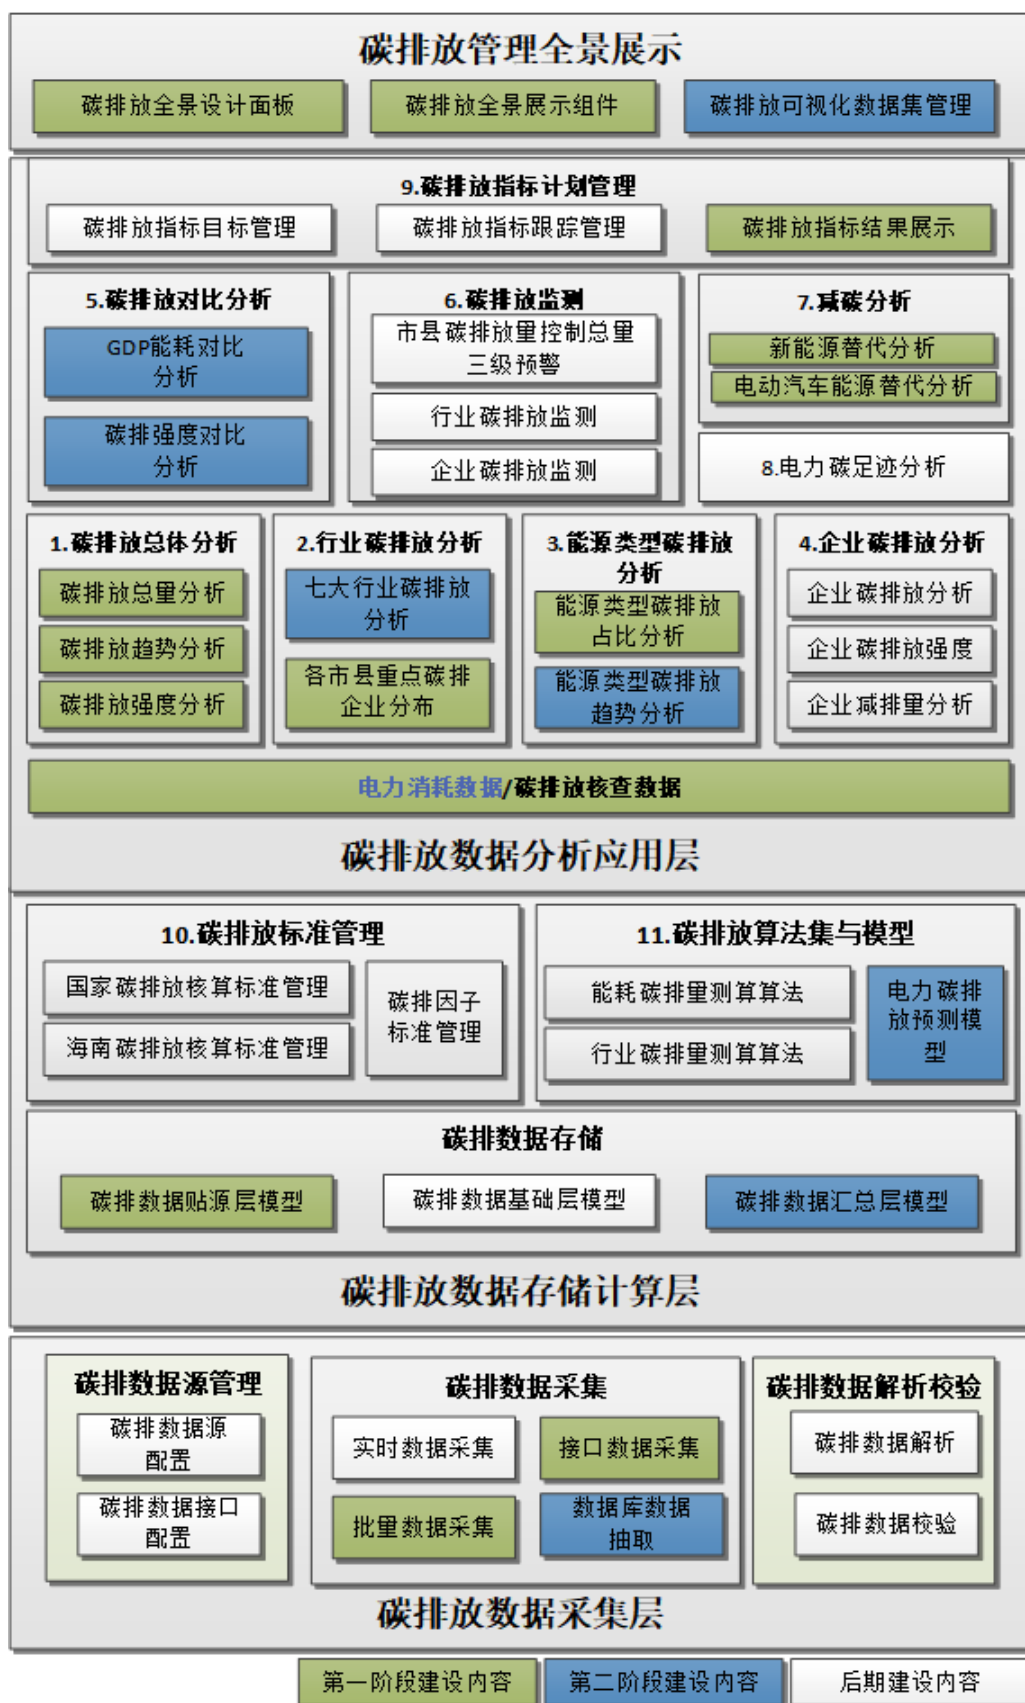 碳排放管理全景展示
碳排放全景设计面板
碳排放全景展示组件
碳排放可视化数据集管理
9.碳排放指标计划管理
碳排放指标目标管理
碳排放指标跟踪管理
碳排放指标结果展示
5.碳排放对比分析
GDP能耗对比
分析
碳排强度对比
分析
6.碳排放监测
市县碳排放量控制总量
三级预警
行业碳排放监测
企业碳排放监测
7.减碳分析
新能源替代分析
电动汽车能源替代分析
8.电力碳足迹分析
1.碳排放总体分析
碳排放总量分析
碳排放趋势分析
碳排放强度分析
2.行业碳排放分析
七大行业碳排放
分析
各市县重点碳排
企业分布
3.能源类型碳排放
分析
能源类型碳排放
占比分析
能源类型碳排放
趋势分析
4.企业碳排放分析
企业碳排放分析
企业碳排放强度
企业减排量分析
电力消耗数据/碳排放核查数据
碳排放数据分析应用层
10.碳排放标准管理
国家碳排放核算标准管理
海南碳排放核算标准管理
碳排因子
标准管理
11.碳排放算法集与模型
能耗碳排量测算算法
行业碳排量测算算法
电力碳排
放预测模
型
碳排数据存储
碳排数据贴源层模型
碳排数据基础层模型
碳排数据汇总层模型
碳排放数据存储计算层
碳排数据源管理
碳排数据源
配置
碳排数据接口
配置
碳排数据采集
实时数据采集
接口数据采集
批量数据采集
数据库数据
抽取
碳排数据解析校验
碳排数据解析
碳排数据校验
碳排放数据采集层
第一阶段建设内容
第二阶段建设内容
后期建设内容